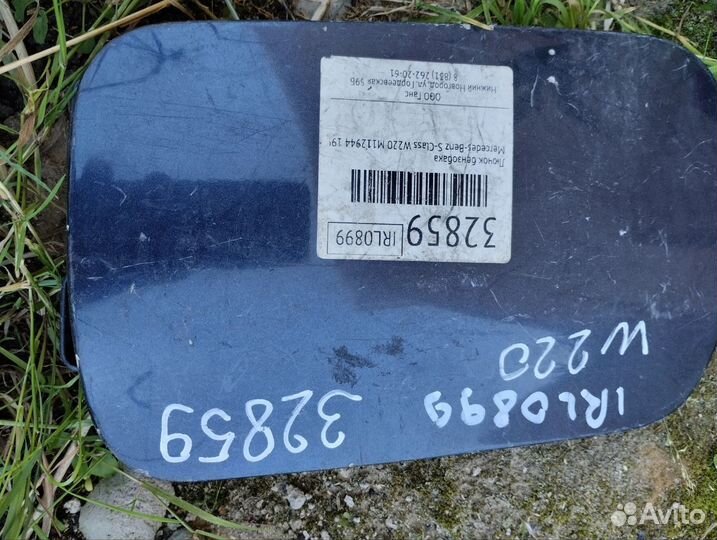 32859
IRL0899
Лючок бензобака
Mercedes-Benz S-Class W220 M112944 19
ООО Ганс
Нижний Новгород, ул. Гордеевская 59Б
8 (831) 262-20-61
W220
IRL0899
32859
Avito